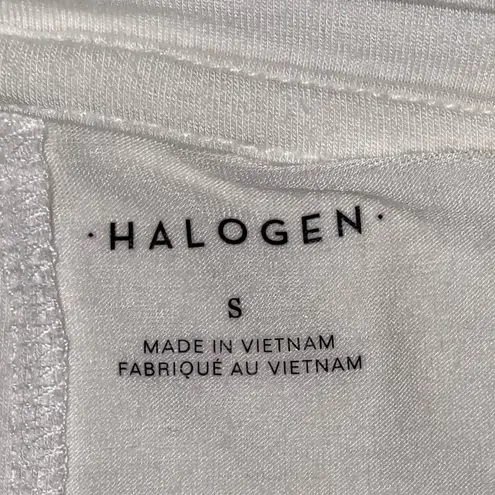 · HALOGEN ·
S
MADE IN VIETNAM
FABRIQUÉ AU VIETNAM